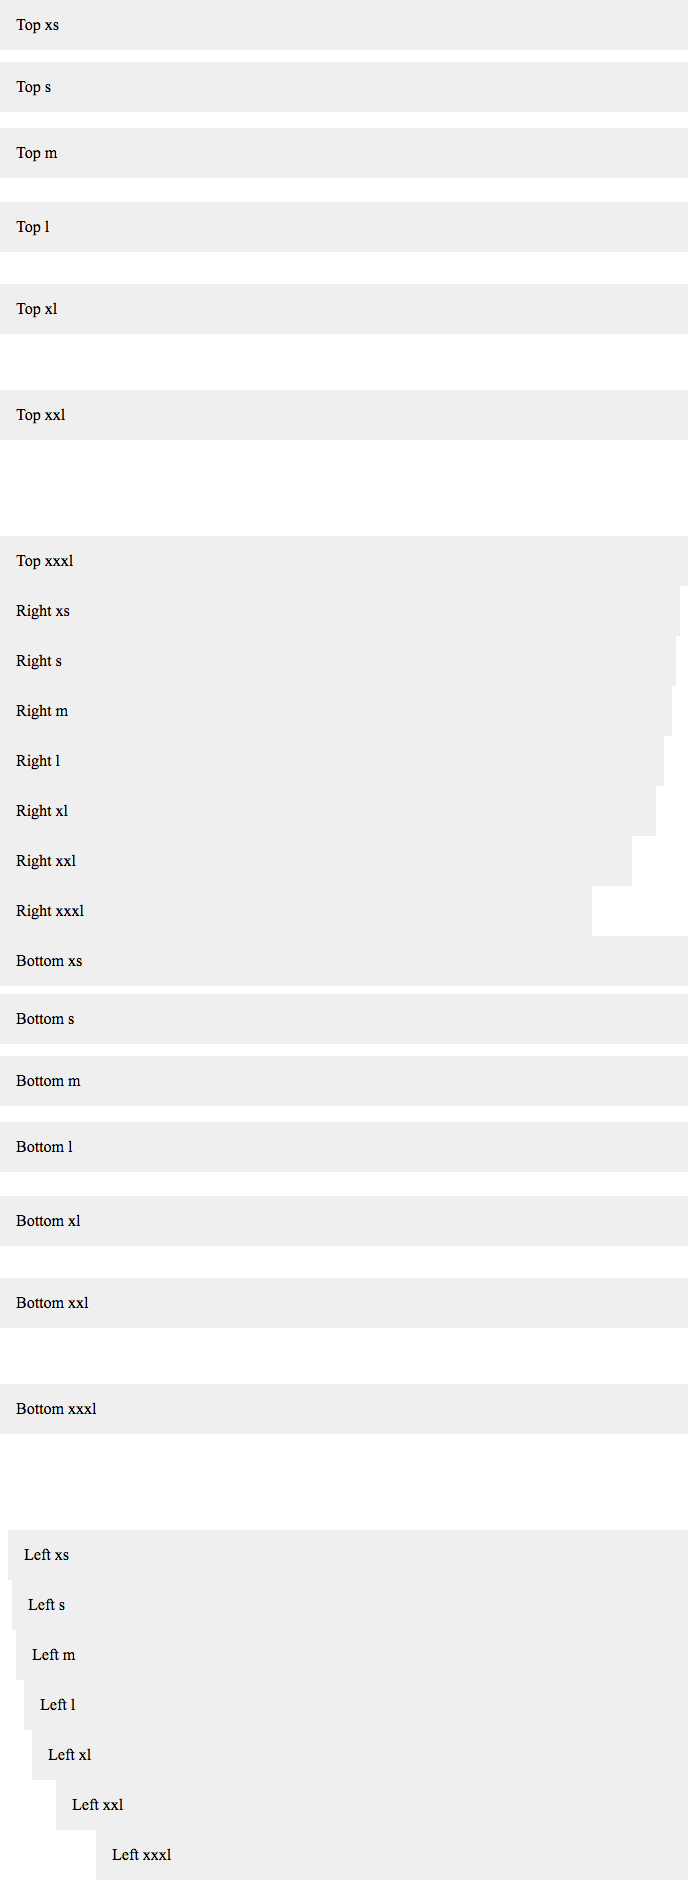 Top xs
Top s
Top m
Top l
Top xl
Top xxl
Top xxxl
Right xs
Right s
Right m
Right l
Right xl
Right xxl
Right xxxl
Bottom xs
Bottom s
Bottom m
Bottom l
Bottom xl
Bottom xxl
Bottom xxxl
Left xs
Left s
Left m
Left l
Left xl
Left xxl
Left xxxl